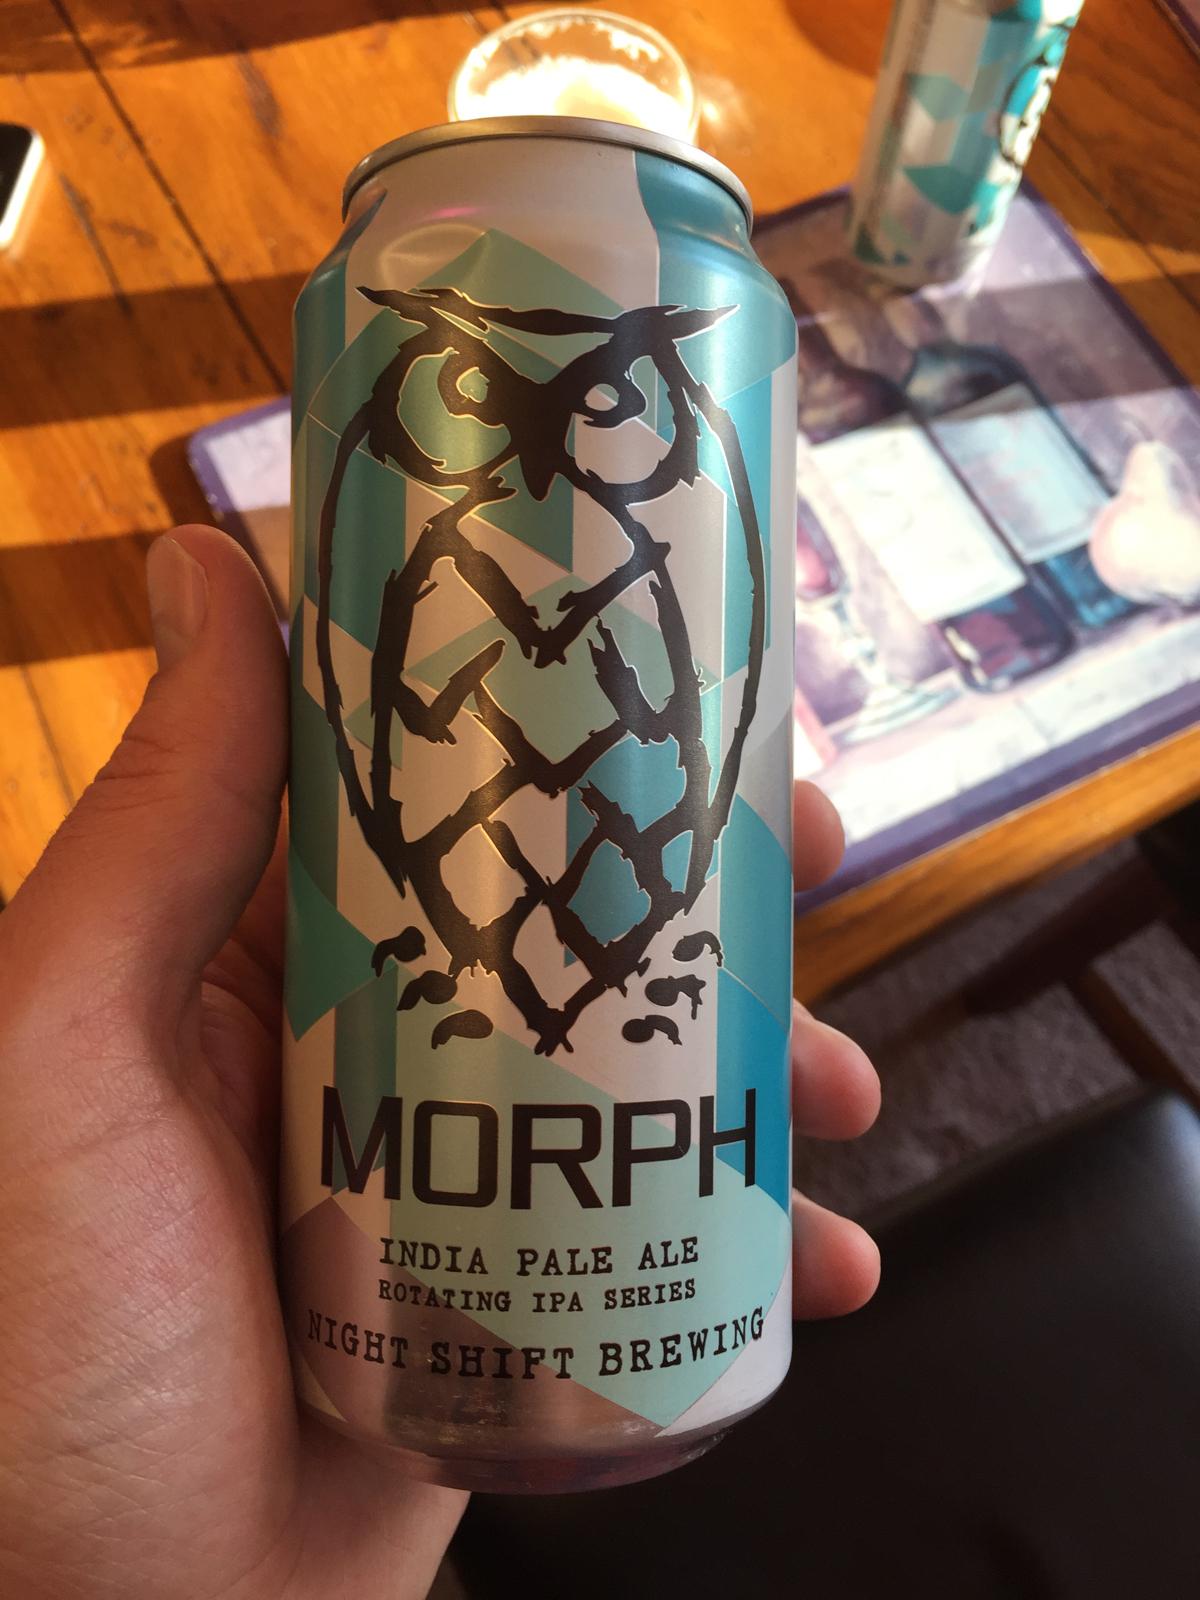 MORPH
INDIA PALE ALE
ROTATING IPA SERIES
NIGHT SHIFT BREWING